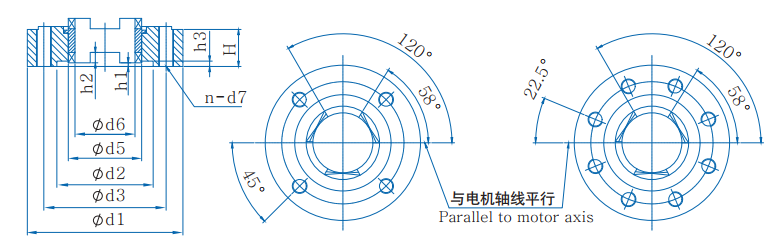 h3
H
h2
h1
n-d7
ϕd6
ϕd5
ϕd2
ϕd3
ϕd1
120°
58°
45°
与电机轴线平行
Parallel to motor axis
120°
58°
22.5°